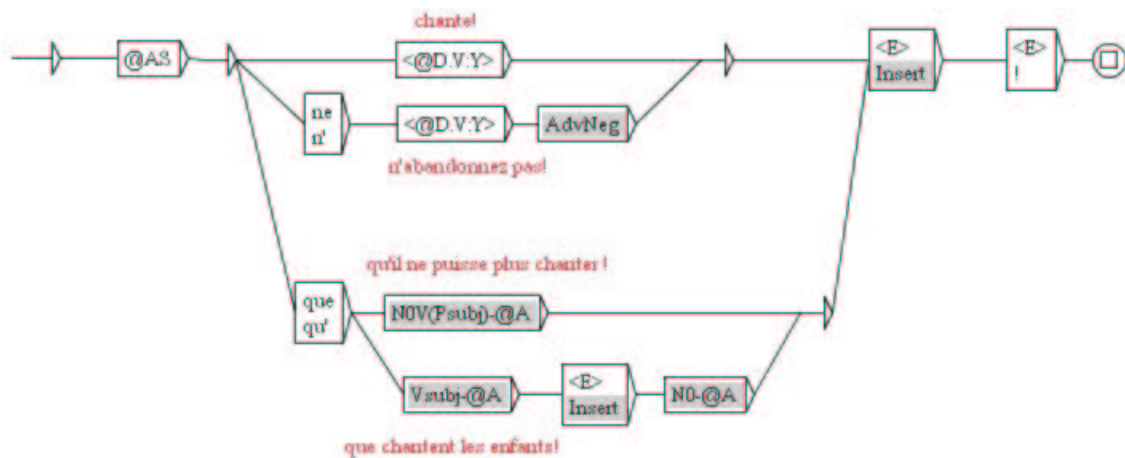 chante!
@AS
<@D.V:Y>
<E>
Insert
<E>
!
ne
n'
<@D.V:Y>
AdvNeg
n'abandonnez pas!
qu'il ne puisse plus chanter !
que
qu'
N0V(Psubj)-@A
Vsubj-@A
<E>
Insert
N0-@A
que chantent les enfants!